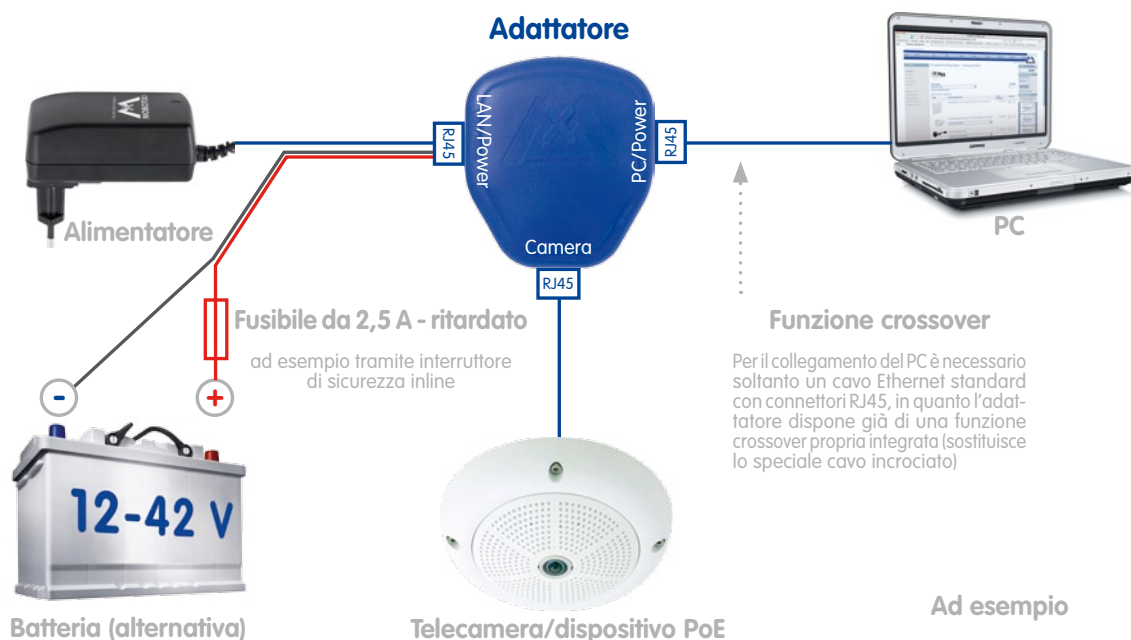 Adattatore
LAN/Power
PC/Power
RJ45
RJ45
Camera
RJ45
Alimentatore
PC
Fusibile da 2,5 A - ritardato
ad esempio tramite interruttore
di sicurezza inline
Funzione crossover
Per il collegamento del PC è necessario
soltanto un cavo Ethernet standard
con connettori RJ45, in quanto l'adat-
tatore dispone già di una funzione
crossover propria integrata (sostituisce
lo speciale cavo incrociato)
-
+
12-42 V
Batteria (alternativa)
Telecamera/dispositivo PoE
Ad esempio